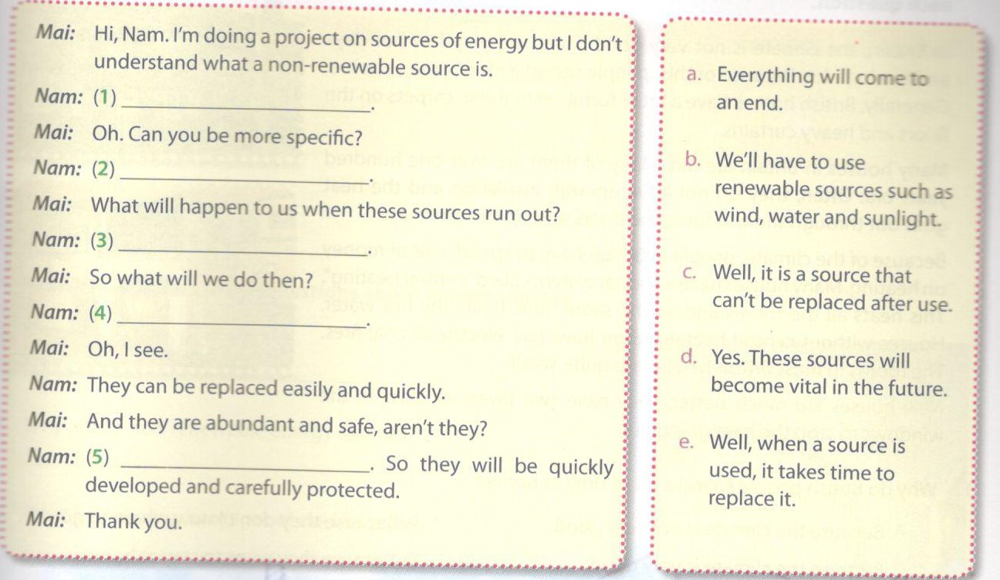 Mai: Hi, Nam. I'm doing a project on sources of energy but I don't
understand what a non-renewable source is.
Nam: (1) ____________________.
Mai: Oh. Can you be more specific?
Nam: (2) ____________________.
Mai: What will happen to us when these sources run out?
Nam: (3)
Mai: So what will we do then?
Nam: (4) ____________________.
Mai: Oh, I see.
Nam: They can be replaced easily and quickly.
Mai: And they are abundant and safe, aren't they?
Nam: (5) ____________________. So they will be quickly
developed and carefully protected.
Mai: Thank you.
a. Everything will come to
an end.
b. We'll have to use
renewable sources such as
wind, water and sunlight.
c. Well, it is a source that
can't be replaced after use.
d. Yes. These sources will
become vital in the future.
e. Well, when a source is
used, it takes time to
replace it.